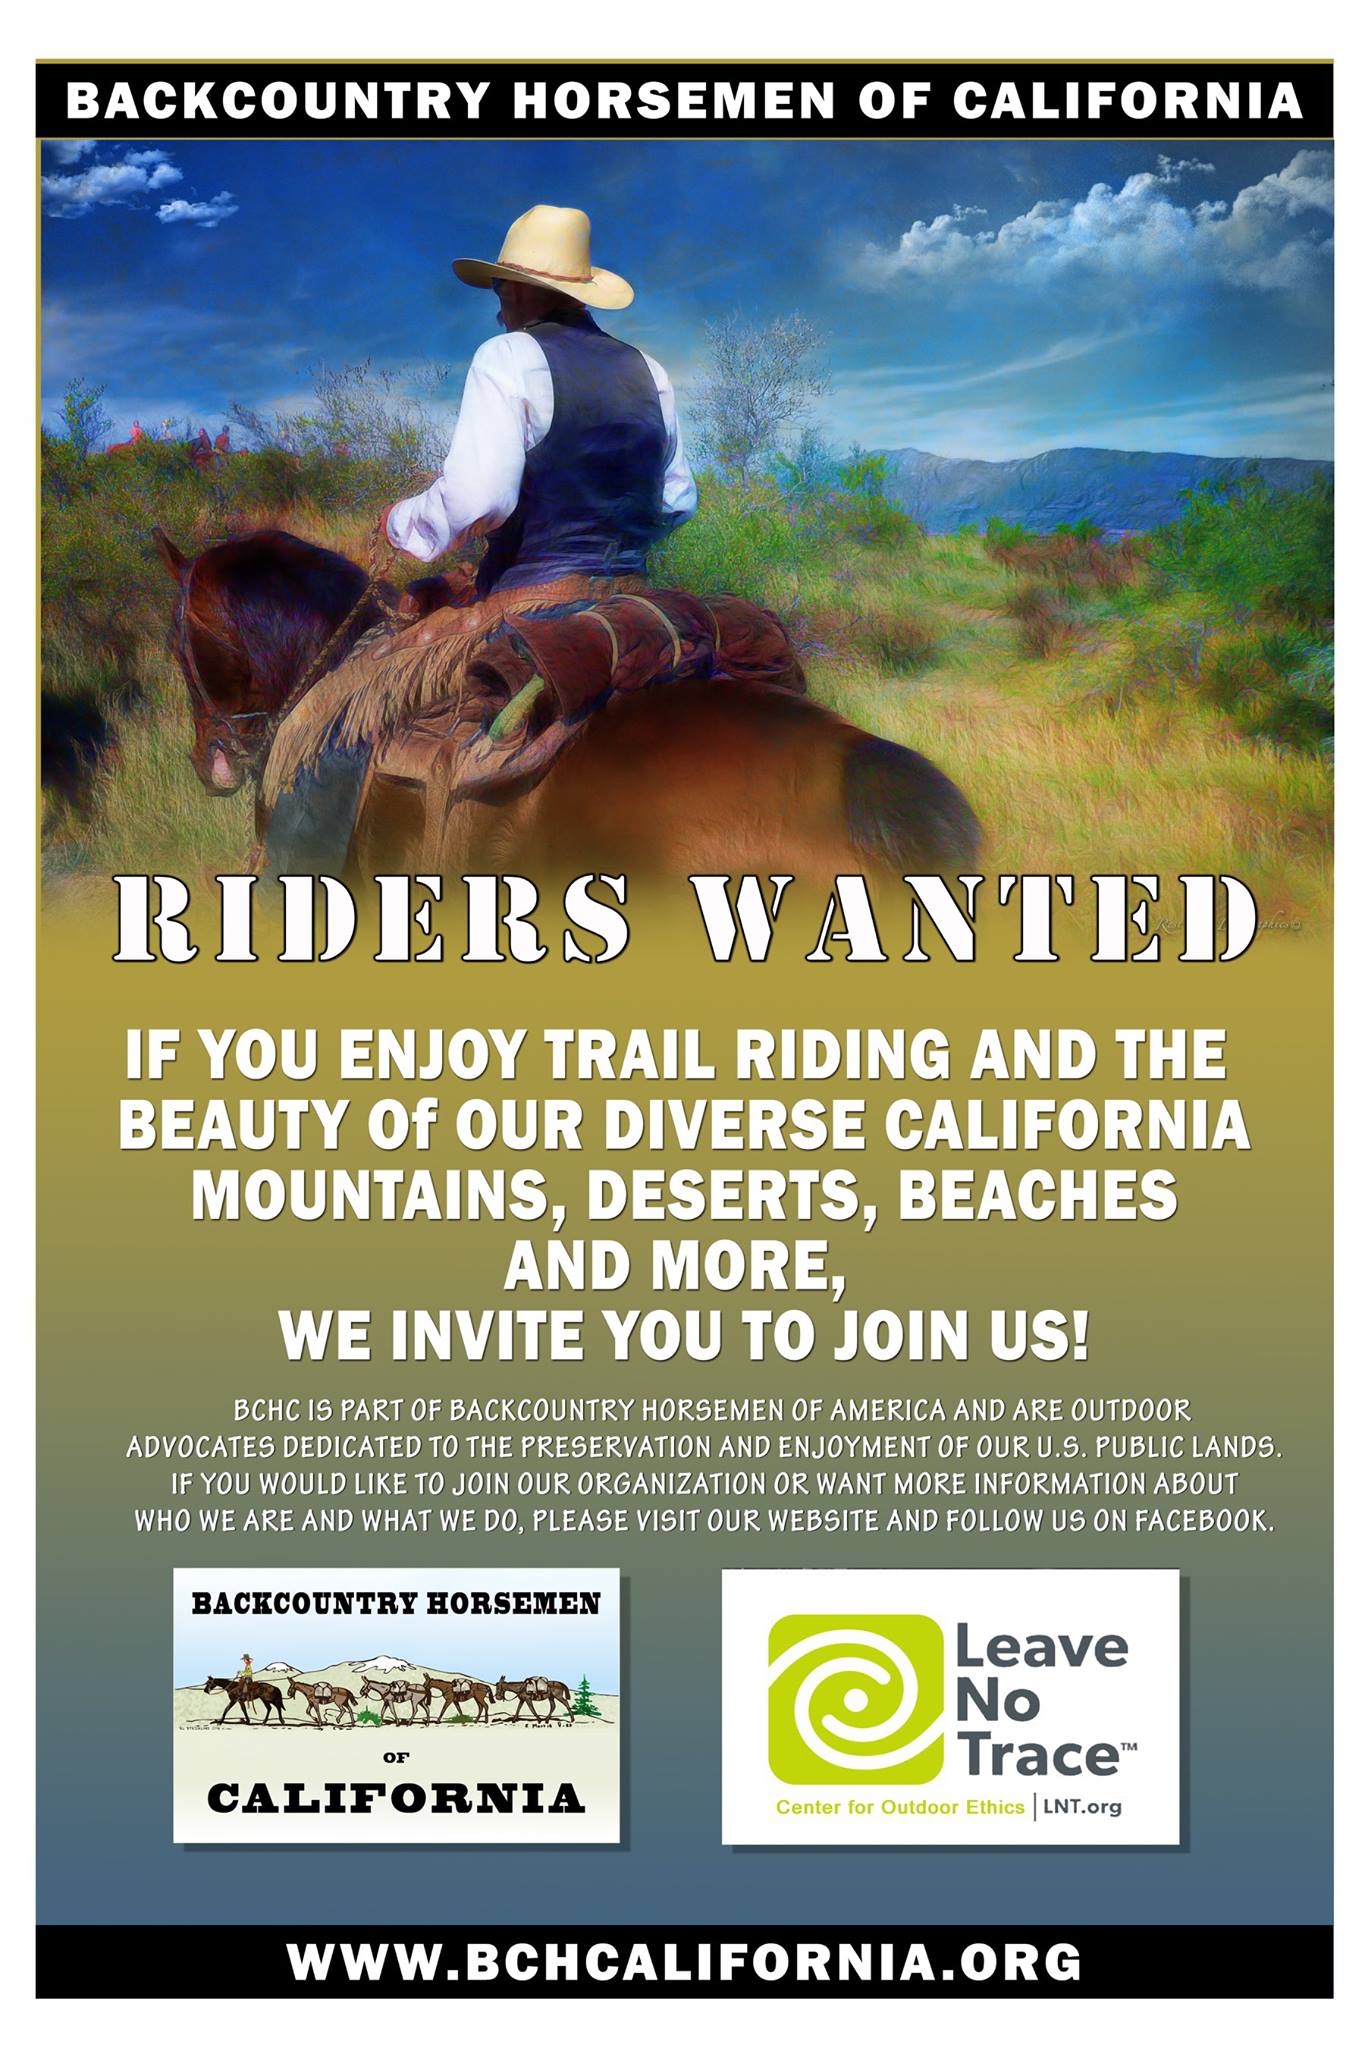 BACKCOUNTRY HORSEMEN OF CALIFORNIA
RIDERS WANTED
IF YOU ENJOY TRAIL RIDING AND THE
BEAUTY Of OUR DIVERSE CALIFORNIA
MOUNTAINS, DESERTS, BEACHES
AND MORE,
WE INVITE YOU TO JOIN US!
BCHC IS PART OF BACKCOUNTRY HORSEMEN OF AMERICA AND ARE OUTDOOR
ADVOCATES DEDICATED TO THE PRESERVATION AND ENJOYMENT OF OUR U.S. PUBLIC LANDS.
IF YOU WOULD LIKE TO JOIN OUR ORGANIZATION OR WANT MORE INFORMATION ABOUT
WHO WE ARE AND WHAT WE DO, PLEASE VISIT OUR WEBSITE AND FOLLOW US ON FACEBOOK.
BACKCOUNTRY HORSEMEN
OF
CALIFORNIA
Leave
No
Trace™
Center for Outdoor Ethics | LNT.org
WWW.BCHCALIFORNIA.ORG